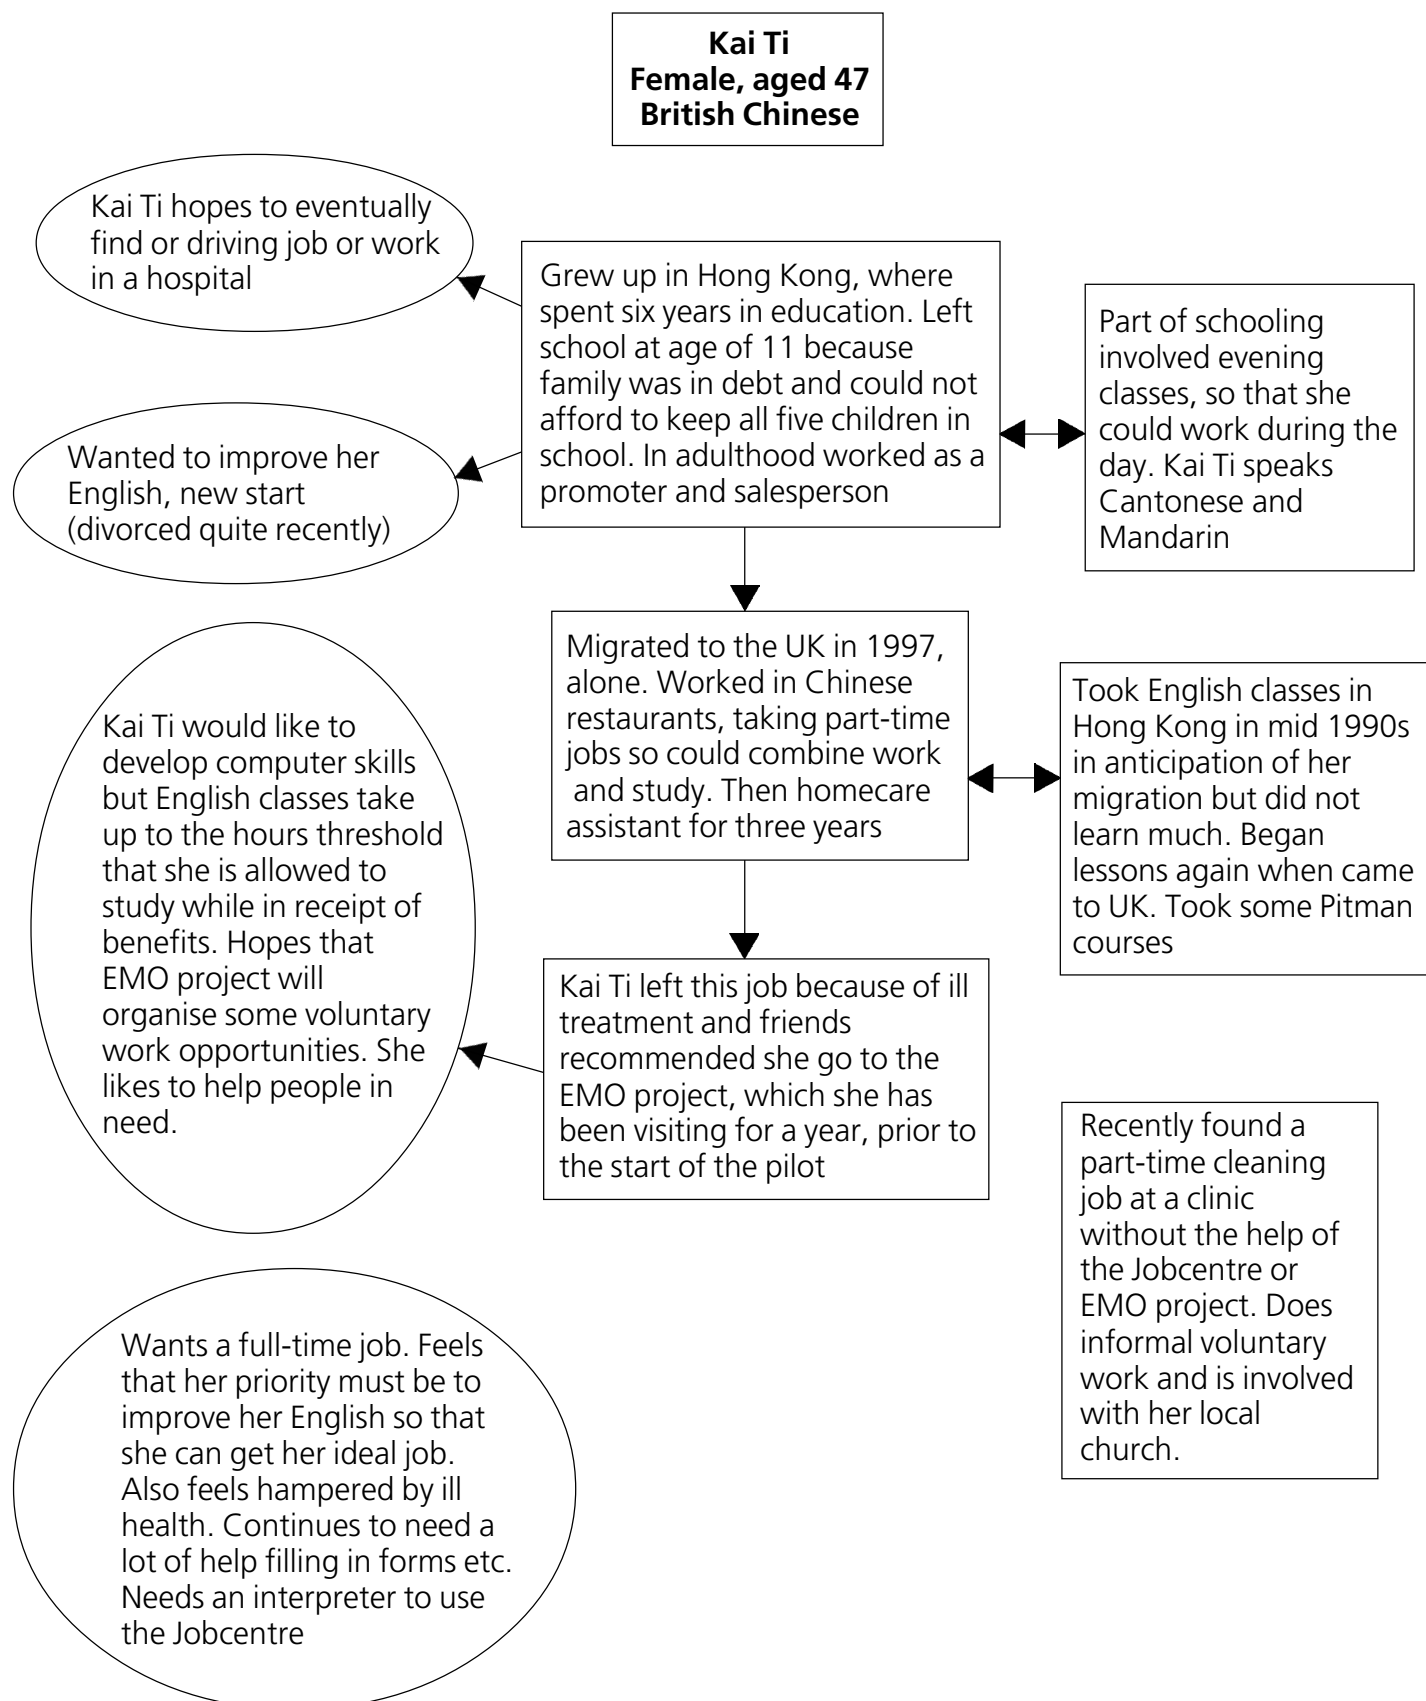 Kai Ti
Female, aged 47
British Chinese
Kai Ti hopes to eventually
find or driving job or work
in a hospital
Grew up in Hong Kong, where
spent six years in education. Left
school at age of 11 because
family was in debt and could not
afford to keep all five children in
school. In adulthood worked as a
promoter and salesperson
Part of schooling
involved evening
classes, so that she
could work during the
day. Kai Ti speaks
Cantonese and
Mandarin
Wanted to improve her
English, new start
(divorced quite recently)
Migrated to the UK in 1997,
alone. Worked in Chinese
restaurants, taking part-time
jobs so could combine work
and study. Then homecare
assistant for three years
Took English classes in
Hong Kong in mid 1990s
in anticipation of her
migration but did not
learn much. Began
lessons again when came
to UK. Took some Pitman
courses
Kai Ti would like to
develop computer skills
but English classes take
up to the hours threshold
that she is allowed to
study while in receipt of
benefits. Hopes that
EMO project will
organise some voluntary
work opportunities. She
likes to help people in
need.
Kai Ti left this job because of ill
treatment and friends
recommended she go to the
EMO project, which she has
been visiting for a year, prior to
the start of the pilot
Recently found a
part-time cleaning
job at a clinic
without the help of
the Jobcentre or
EMO project. Does
informal voluntary
work and is involved
with her local
church.
Wants a full-time job. Feels
that her priority must be to
improve her English so that
she can get her ideal job.
Also feels hampered by ill
health. Continues to need a
lot of help filling in forms etc.
Needs an interpreter to use
the Jobcentre